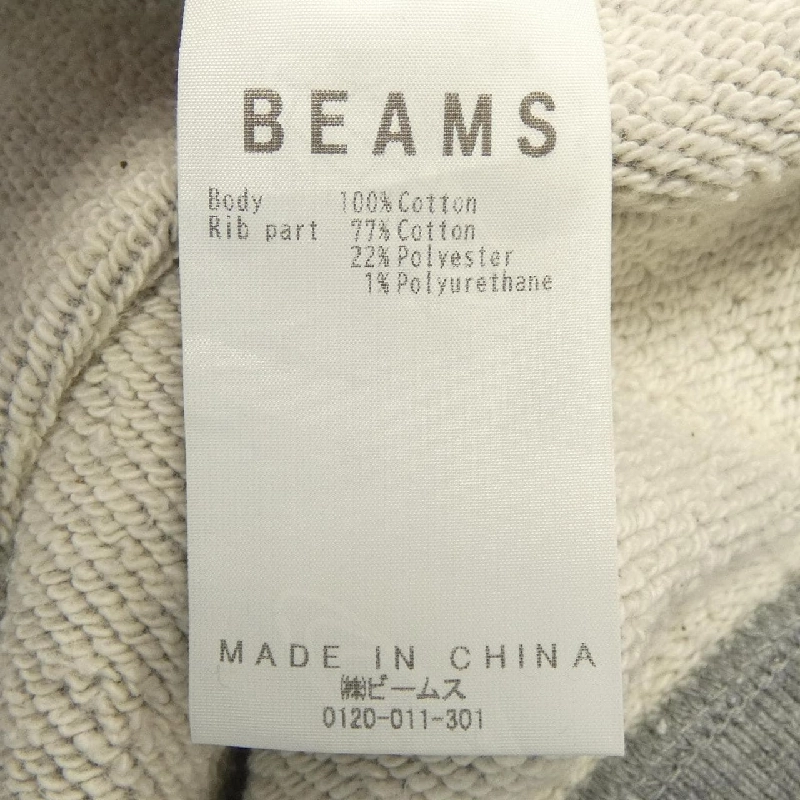 BEAMS
Body 100% Cotton
Rib part 77% Cotton
22% Polyester
1% Polyurethane
MADE IN CHINA
㈱ビームス
0120-011-301